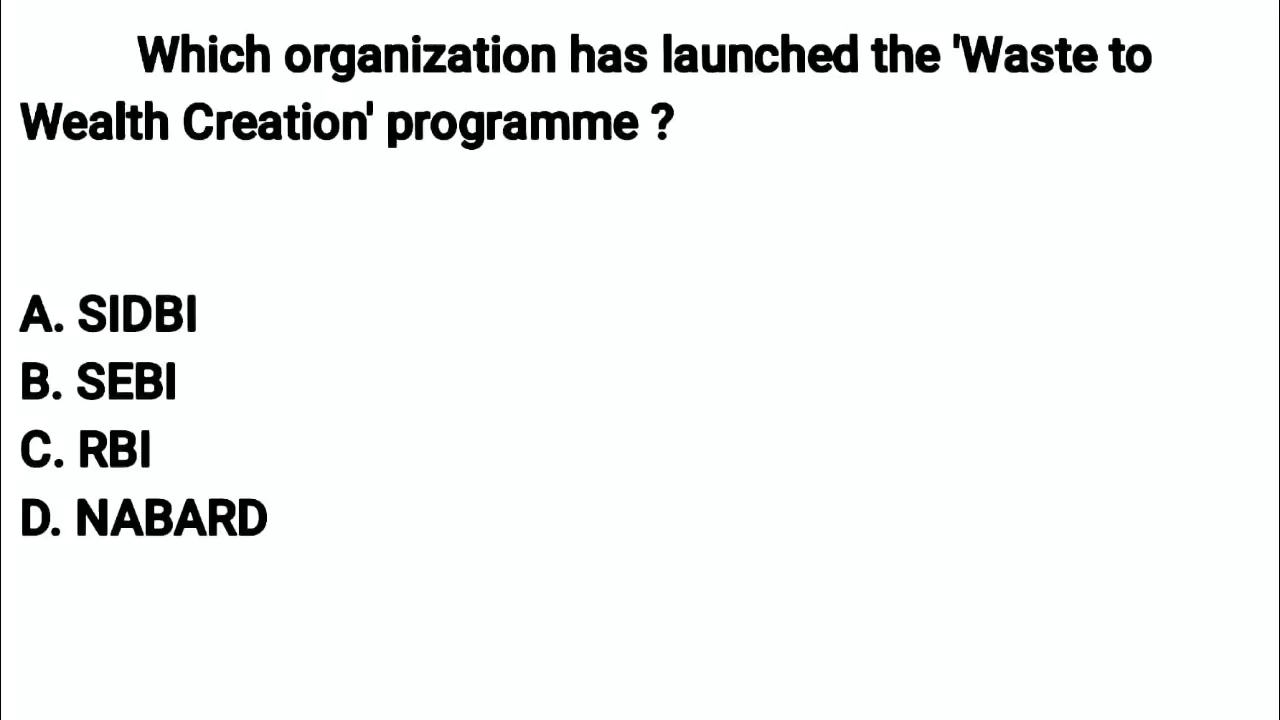 Which organization has launched the 'Waste to
Wealth Creation' programme ?
A. SIDBI
B. SEBI
C. RBI
D. NABARD